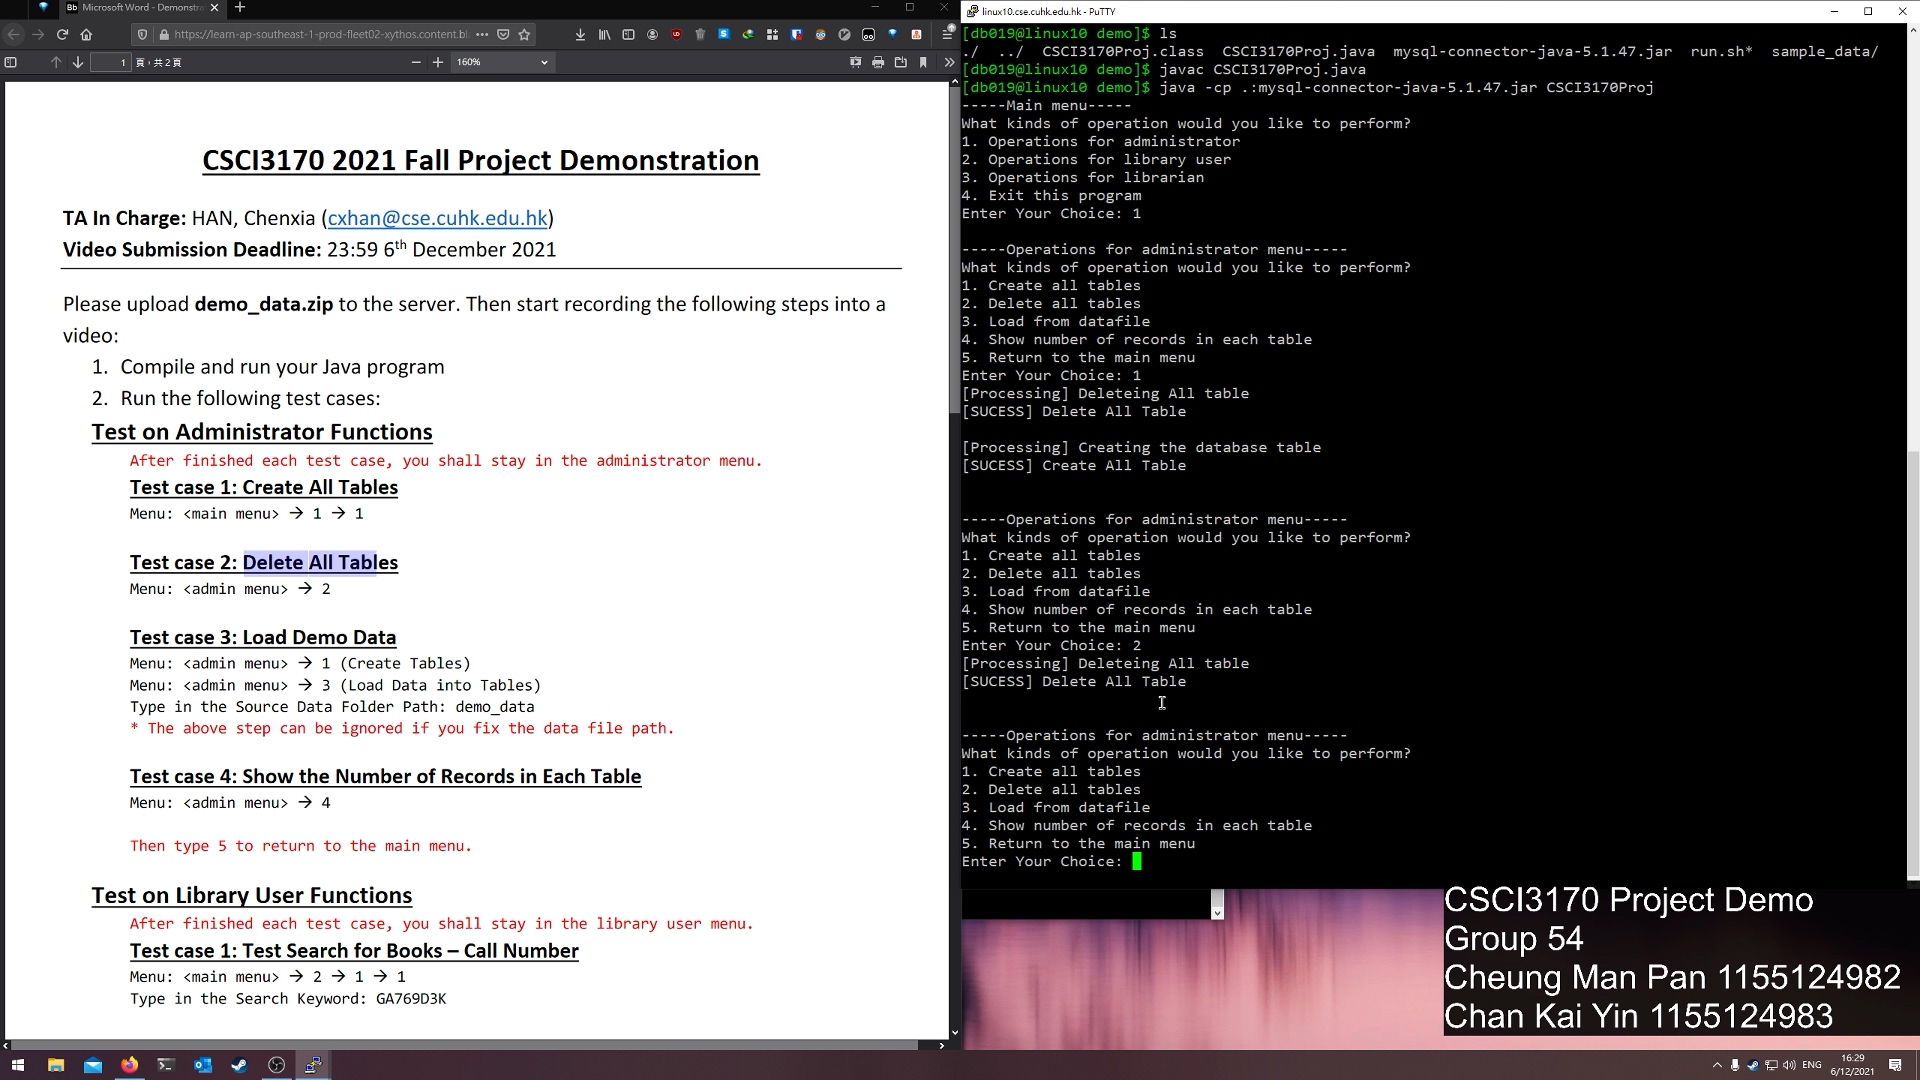 Microsoft Word - Demonstra
https://learn-ap-southeast-1-prod-fleet02-xythos.content.bl
1 頁,共 2 頁
160%
CSCI3170 2021 Fall Project Demonstration
TA In Charge: HAN, Chenxia (cxhan@cse.cuhk.edu.hk)
Video Submission Deadline: 23:59 6th December 2021
Please upload demo_data.zip to the server. Then start recording the following steps into a
video:
1. Compile and run your Java program
2. Run the following test cases:
Test on Administrator Functions
After finished each test case, you shall stay in the administrator menu.
Test case 1: Create All Tables
Menu: <main menu> → 1 → 1
Test case 2: Delete All Tables
Menu: <admin menu> → 2
Test case 3: Load Demo Data
Menu: <admin menu> → 1 (Create Tables)
Menu: <admin menu> → 3 (Load Data into Tables)
Type in the Source Data Folder Path: demo_data
* The above step can be ignored if you fix the data file path.
Test case 4: Show the Number of Records in Each Table
Menu: <admin menu> → 4
Then type 5 to return to the main menu.
Test on Library User Functions
After finished each test case, you shall stay in the library user menu.
Test case 1: Test Search for Books – Call Number
Menu: <main menu> → 2 → 1 → 1
Type in the Search Keyword: GA769D3K
linux10.cse.cuhk.edu.hk - PuTTY
[db019@linux10 demo]$ ls
./ ../ CSCI3170Proj.class CSCI3170Proj.java mysql-connector-java-5.1.47.jar run.sh* sample_data/
[db019@linux10 demo]$ javac CSCI3170Proj.java
[db019@linux10 demo]$ java -cp .:mysql-connector-java-5.1.47.jar CSCI3170Proj
-----Main menu-----
What kinds of operation would you like to perform?
1. Operations for administrator
2. Operations for library user
3. Operations for librarian
4. Exit this program
Enter Your Choice: 1
-----Operations for administrator menu-----
What kinds of operation would you like to perform?
1. Create all tables
2. Delete all tables
3. Load from datafile
4. Show number of records in each table
5. Return to the main menu
Enter Your Choice: 1
[Processing] Deleteing All table
[SUCESS] Delete All Table
[Processing] Creating the database table
[SUCESS] Create All Table
-----Operations for administrator menu-----
What kinds of operation would you like to perform?
1. Create all tables
2. Delete all tables
3. Load from datafile
4. Show number of records in each table
5. Return to the main menu
Enter Your Choice: 2
[Processing] Deleteing All table
[SUCESS] Delete All Table
-----Operations for administrator menu-----
What kinds of operation would you like to perform?
1. Create all tables
2. Delete all tables
3. Load from datafile
4. Show number of records in each table
5. Return to the main menu
Enter Your Choice:
CSCI3170 Project Demo
Group 54
Cheung Man Pan 1155124982
Chan Kai Yin 1155124983
ENG
16:29
6/12/2021